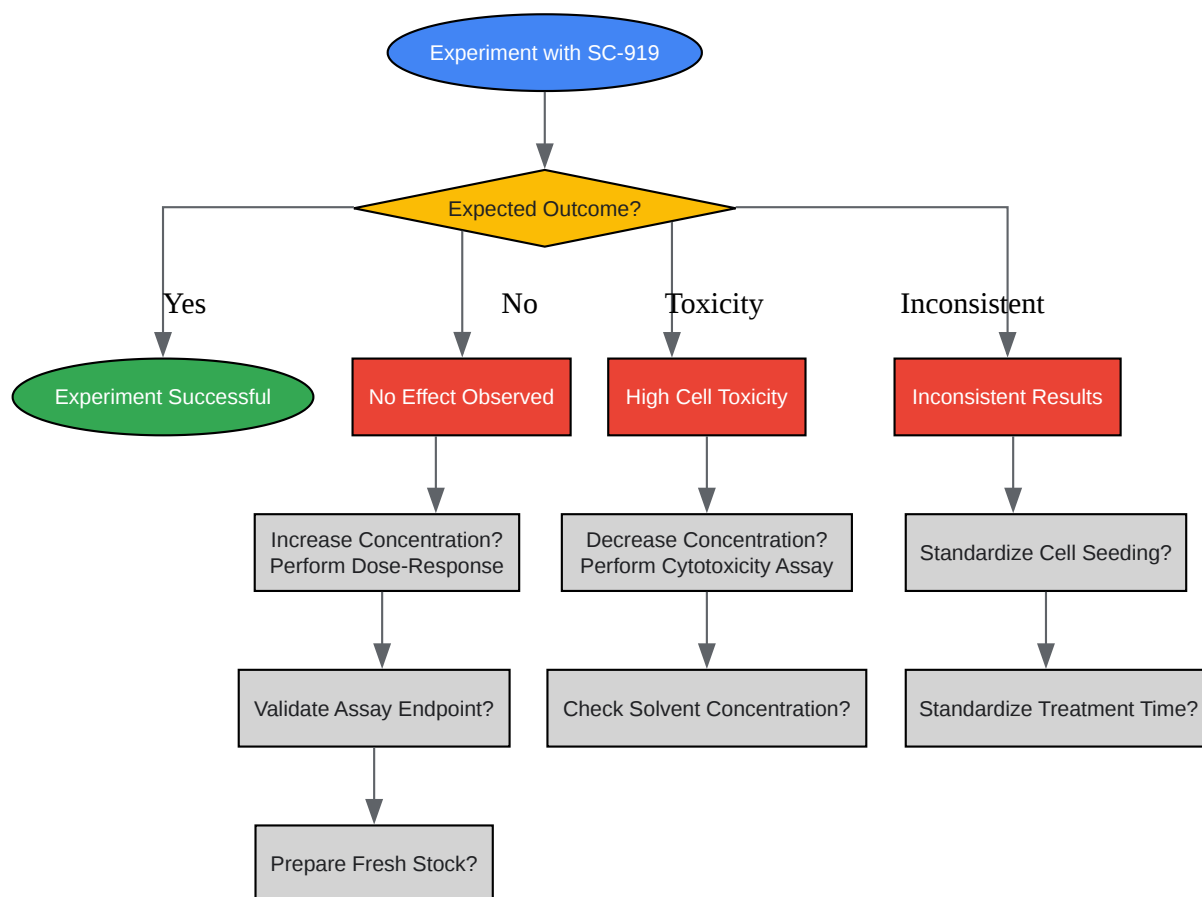 Experiment with SC-919
Expected Outcome?
Yes
No
Toxicity
Inconsistent
Experiment Successful
No Effect Observed
High Cell Toxicity
Inconsistent Results
Increase Concentration?
Perform Dose-Response
Decrease Concentration?
Perform Cytotoxicity Assay
Standardize Cell Seeding?
Validate Assay Endpoint?
Check Solvent Concentration?
Standardize Treatment Time?
Prepare Fresh Stock?